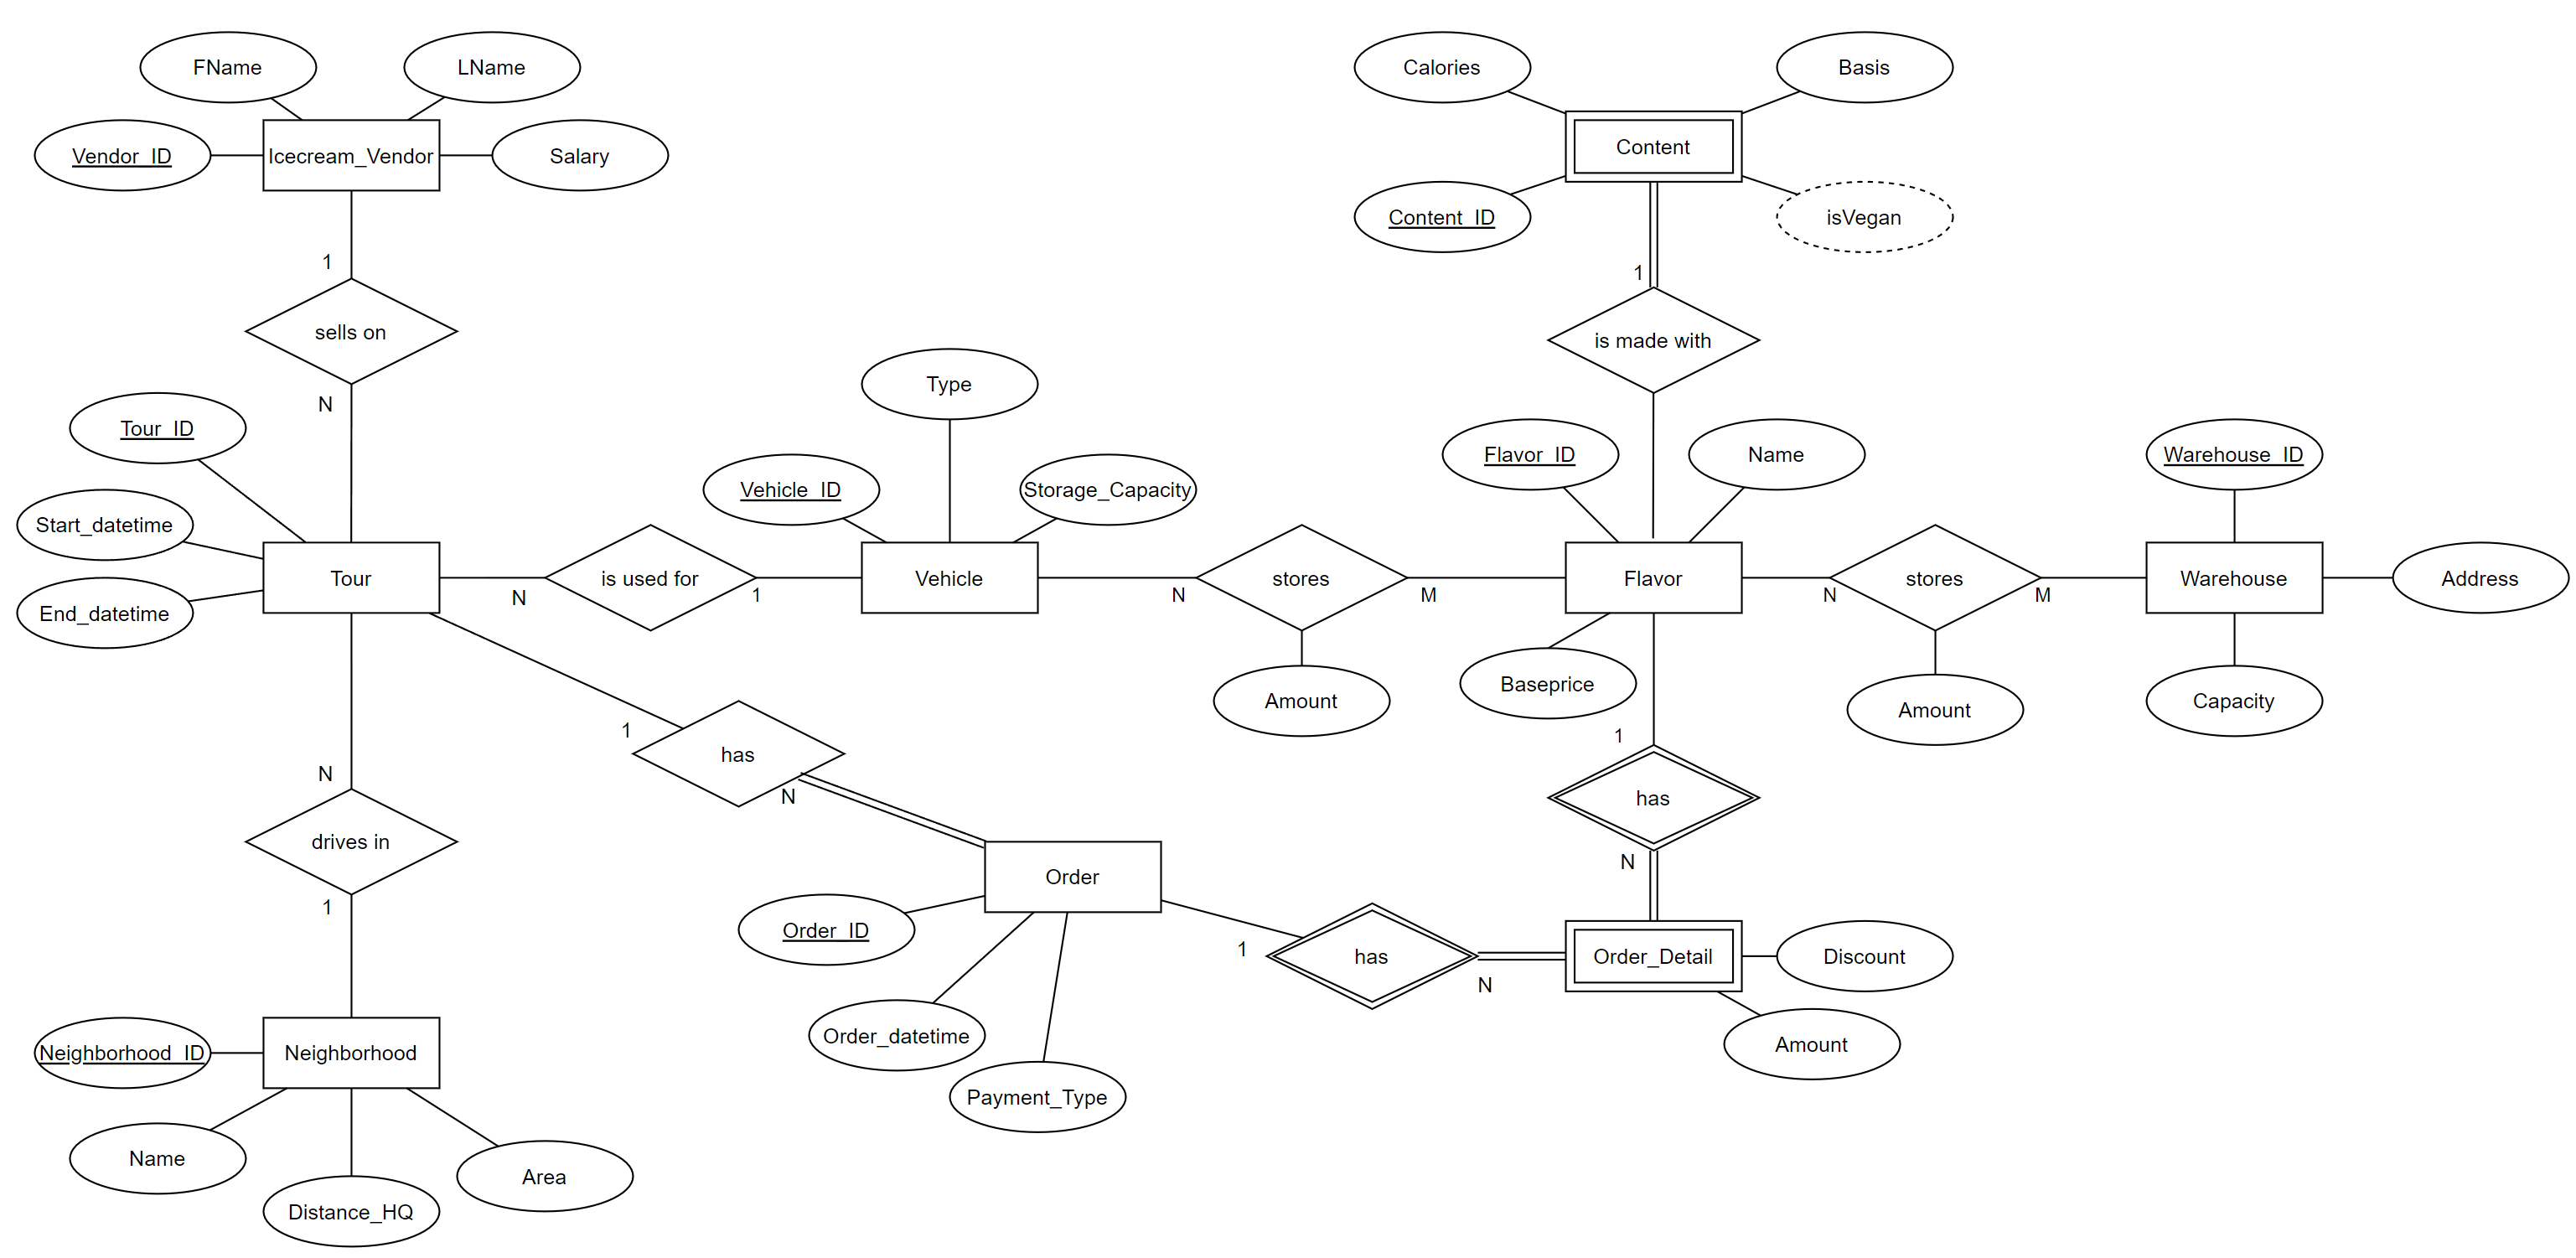 FName
LName
Calories
Basis
Vendor_ID
Icecream_Vendor
Salary
Content
Content_ID
isVegan
1
1
sells on
is made with
N
Type
Tour_ID
Flavor_ID
Name
Warehouse_ID
Vehicle_ID
Storage_Capacity
Start_datetime
Tour
is used for
Vehicle
stores
Flavor
stores
Warehouse
Address
N
1
N
M
N
M
End_datetime
Baseprice
Amount
Amount
Capacity
1
1
has
N
N
has
drives in
N
1
Order
Order_ID
1
has
Order_Detail
Discount
N
Order_datetime
Amount
Neighborhood_ID
Neighborhood
Payment_Type
Name
Area
Distance_HQ